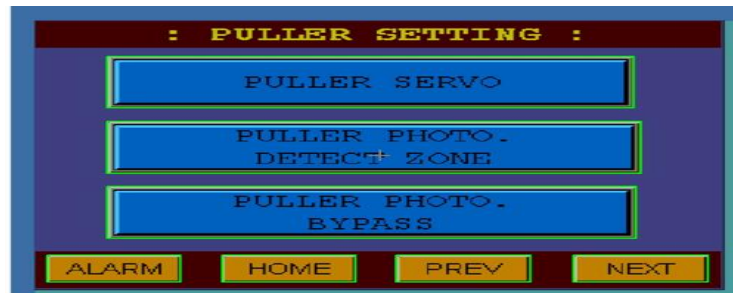 : PULLER SETTING :
PULLER SERVO
PULLER PHOTO.
DETECT ZONE
PULLER PHOTO.
BYPASS
ALARM HOME PREV NEXT